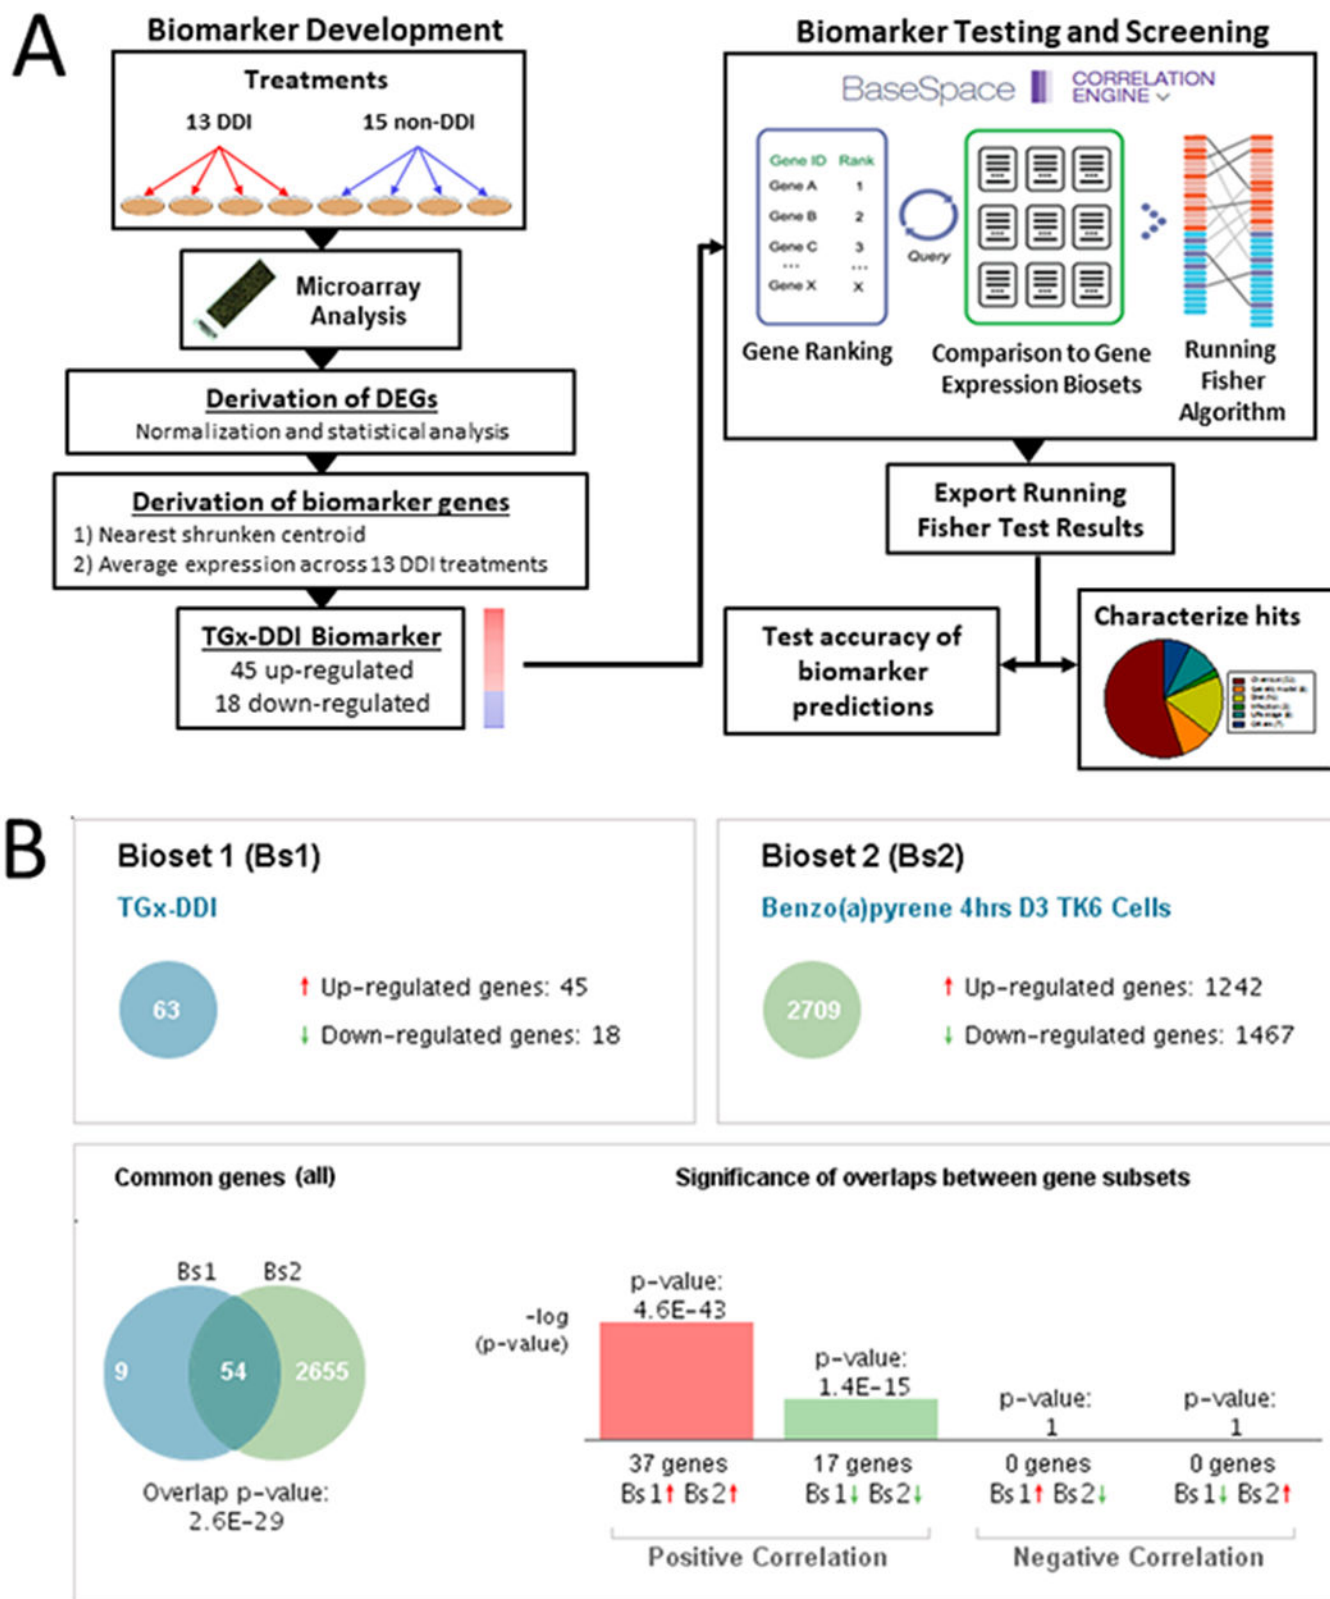 A
Biomarker Development
Treatments
13 DDI
15 non-DDI
Microarray
Analysis
Derivation of DEGs
Normalization and statistical analysis
Derivation of biomarker genes
1) Nearest shrunken centroid
2) Average expression across 13 DDI treatments
TGx-DDI Biomarker
45 up-regulated
18 down-regulated
Biomarker Testing and Screening
BaseSpace
CORRELATION
ENGINE
Gene ID Rank
Gene A 1
Gene B 2
Gene C 3
... ...
Gene X X
Query
Gene Ranking
Comparison to Gene
Expression Biosets
Running
Fisher
Algorithm
Export Running
Fisher Test Results
Test accuracy of
biomarker
predictions
Characterize hits
B
Bioset 1 (Bs1)
TGx-DDI
63
↑ Up-regulated genes: 45
↓ Down-regulated genes: 18
Bioset 2 (Bs2)
Benzo(a)pyrene 4hrs D3 TK6 Cells
2709
↑ Up-regulated genes: 1242
↓ Down-regulated genes: 1467
Common genes (all)
Bs1 Bs2
9 54 2655
Overlap p-value:
2.6E-29
Significance of overlaps between gene subsets
-log
(p-value)
p-value:
4.6E-43
37 genes
Bs1↑ Bs2↑
p-value:
1.4E-15
17 genes
Bs1↓ Bs2↓
p-value:
1
0 genes
Bs1↑ Bs2↓
p-value:
1
0 genes
Bs1↓ Bs2↑
Positive Correlation
Negative Correlation